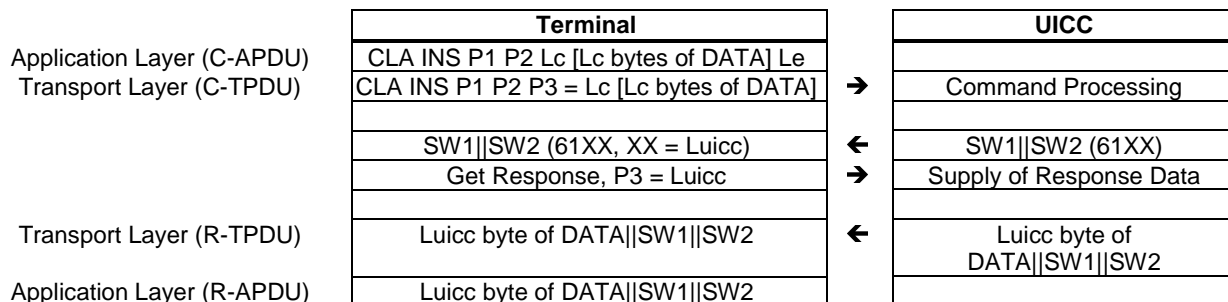 Terminal UICC
Application Layer (C-APDU) CLA INS P1 P2 Lc [Lc bytes of DATA] Le
Transport Layer (C-TPDU) CLA INS P1 P2 P3 = Lc [Lc bytes of DATA] → Command Processing
SW1||SW2 (61XX, XX = Luicc) ← SW1||SW2 (61XX)
Get Response, P3 = Luicc → Supply of Response Data
Transport Layer (R-TPDU) Luicc byte of DATA||SW1||SW2 ← Luicc byte of
DATA||SW1||SW2
Application Layer (R-APDU) Luicc byte of DATA||SW1||SW2